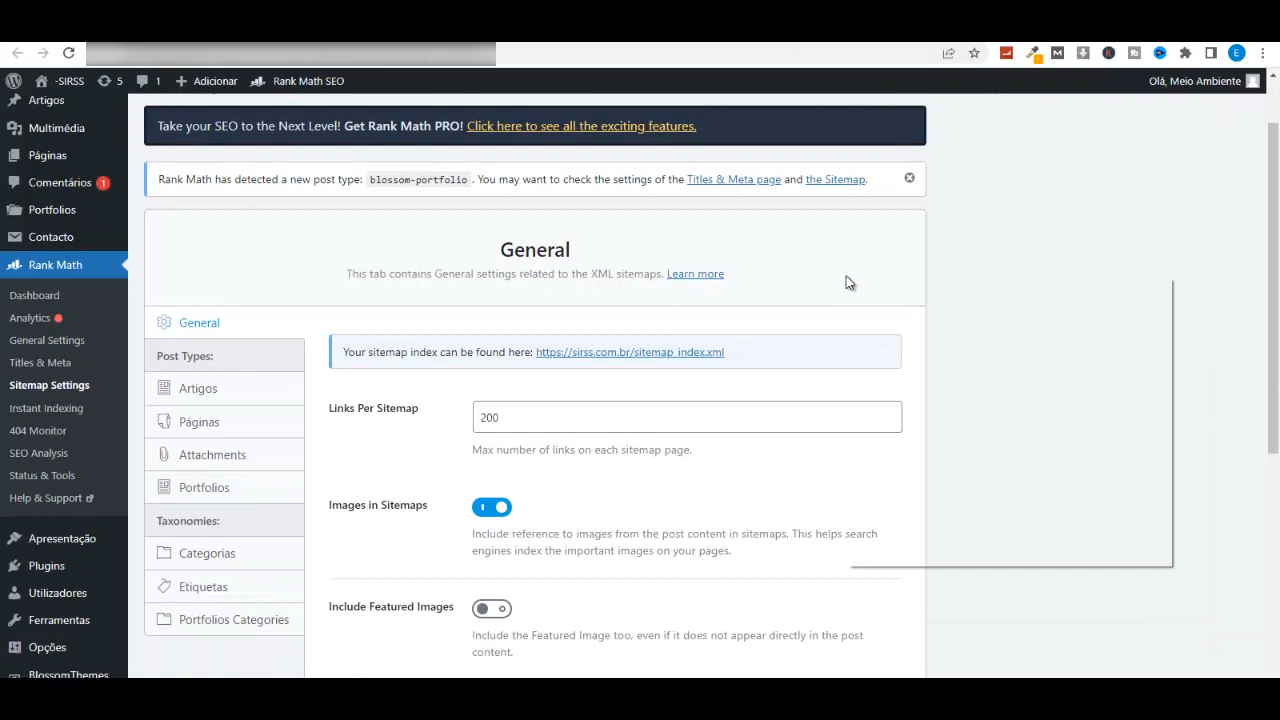 -SIRSS 5 1 Adicionar Rank Math SEO Olá, Meio Ambiente
Artigos
Multimédia
Páginas
Comentários 1
Portfolios
Contacto
Rank Math
Dashboard
Analytics
General Settings
Titles & Meta
Sitemap Settings
Instant Indexing
404 Monitor
SEO Analysis
Status & Tools
Help & Support
Apresentação
Plugins
Utilizadores
Ferramentas
Opções
BlossomThemes
Take your SEO to the Next Level! Get Rank Math PRO! Click here to see all the exciting features.
Rank Math has detected a new post type: blossom-portfolio. You may want to check the settings of the Titles & Meta page and the Sitemap.
General
This tab contains General settings related to the XML sitemaps. Learn more
General
Post Types:
Artigos
Páginas
Attachments
Portfolios
Taxonomies:
Categorias
Etiquetas
Portfolios Categories
Your sitemap index can be found here: https://sirss.com.br/sitemap_index.xml
Links Per Sitemap
200
Max number of links on each sitemap page.
Images in Sitemaps
Include reference to images from the post content in sitemaps. This helps search
engines index the important images on your pages.
Include Featured Images
Include the Featured Image too, even if it does not appear directly in the post
content.